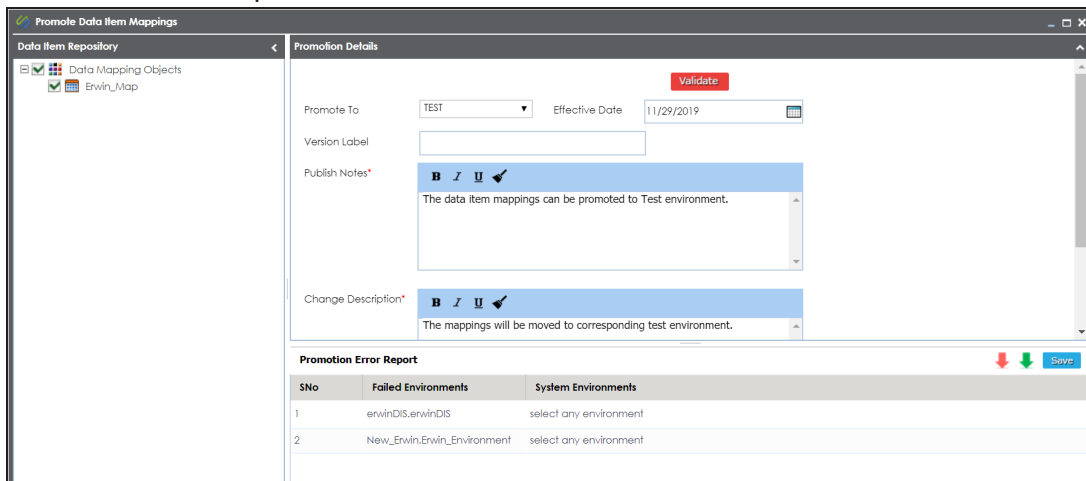 Promote Data Item Mappings
Data Item Repository
Promotion Details
Data Mapping Objects
Erwin_Map
Validate
Promote To TEST Effective Date 11/29/2019
Version Label
Publish Notes* B I U
The data item mappings can be promoted to Test environment.
Change Description* B I U
The mappings will be moved to corresponding test environment.
Promotion Error Report Save
SNo Failed Environments System Environments
1 erwinDIS.erwinDIS select any environment
2 New_Erwin.Erwin_Environment select any environment